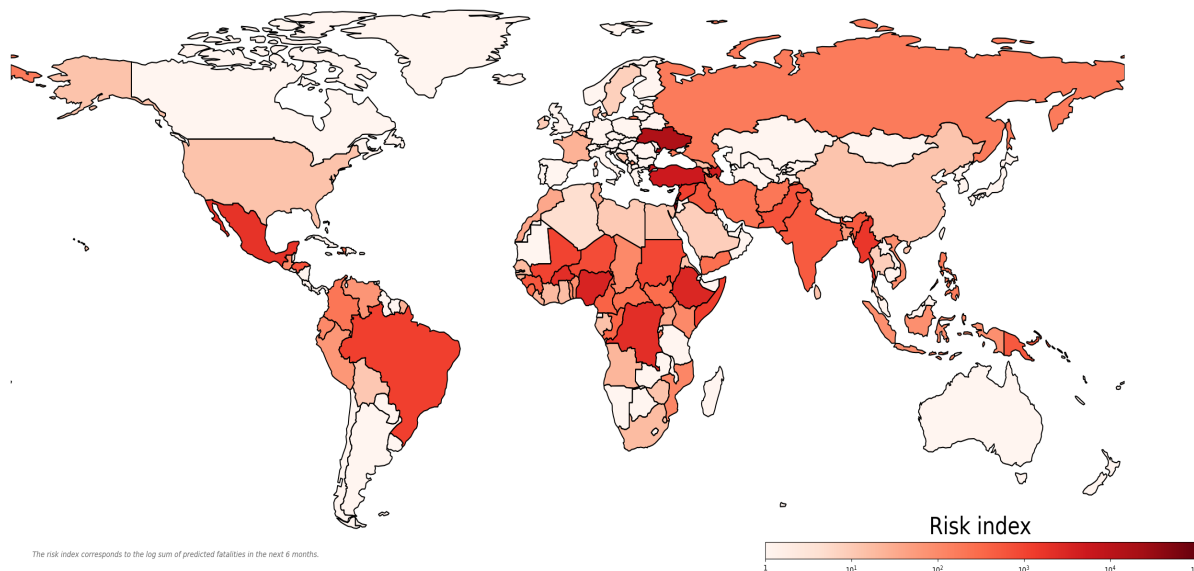 Risk index
The risk index corresponds to the log sum of predicted fatalities in the next 6 months.
1 10¹ 10² 10³ 10⁴